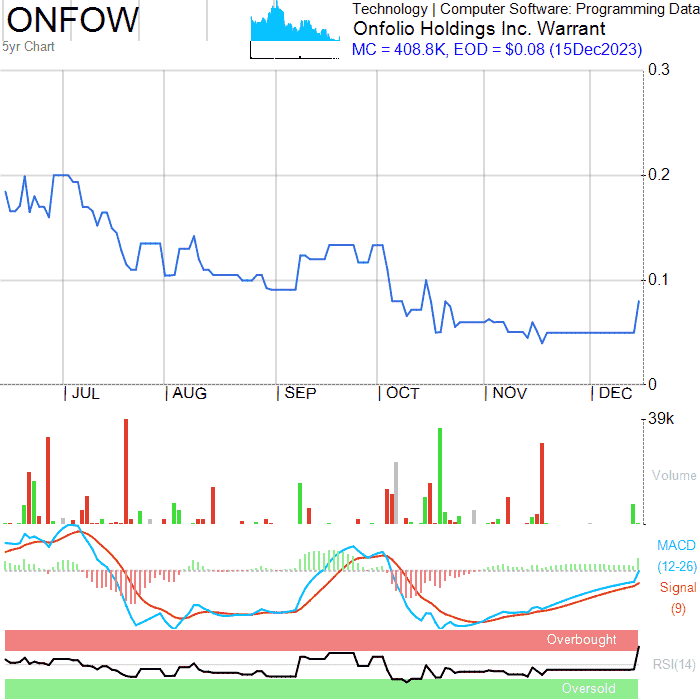 ONFOW
5yr Chart
Technology | Computer Software: Programming Data
Onfolio Holdings Inc. Warrant
MC = 408.8K, EOD = $0.08 (15Dec2023)
0.3
0.2
0.1
0
JUL AUG SEP OCT NOV DEC
39k
Volume
MACD
(12-26)
Signal
(9)
Overbought
RSI(14)
Oversold